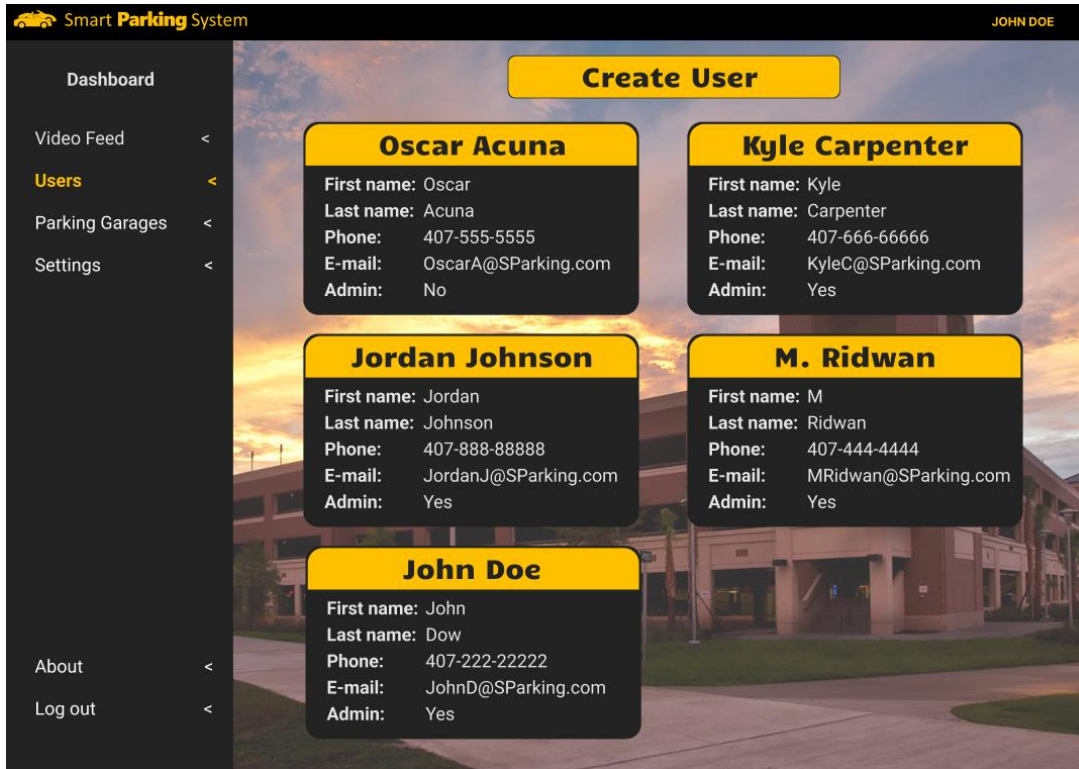 Smart Parking System
JOHN DOE
Dashboard
Video Feed <
Users <
Parking Garages <
Settings <
About <
Log out <
Create User
Oscar Acuna
First name: Oscar
Last name: Acuna
Phone: 407-555-5555
E-mail: OscarA@SParking.com
Admin: No
Kyle Carpenter
First name: Kyle
Last name: Carpenter
Phone: 407-666-66666
E-mail: KyleC@SParking.com
Admin: Yes
Jordan Johnson
First name: Jordan
Last name: Johnson
Phone: 407-888-88888
E-mail: JordanJ@SParking.com
Admin: Yes
M. Ridwan
First name: M
Last name: Ridwan
Phone: 407-444-4444
E-mail: MRidwan@SParking.com
Admin: Yes
John Doe
First name: John
Last name: Dow
Phone: 407-222-22222
E-mail: JohnD@SParking.com
Admin: Yes